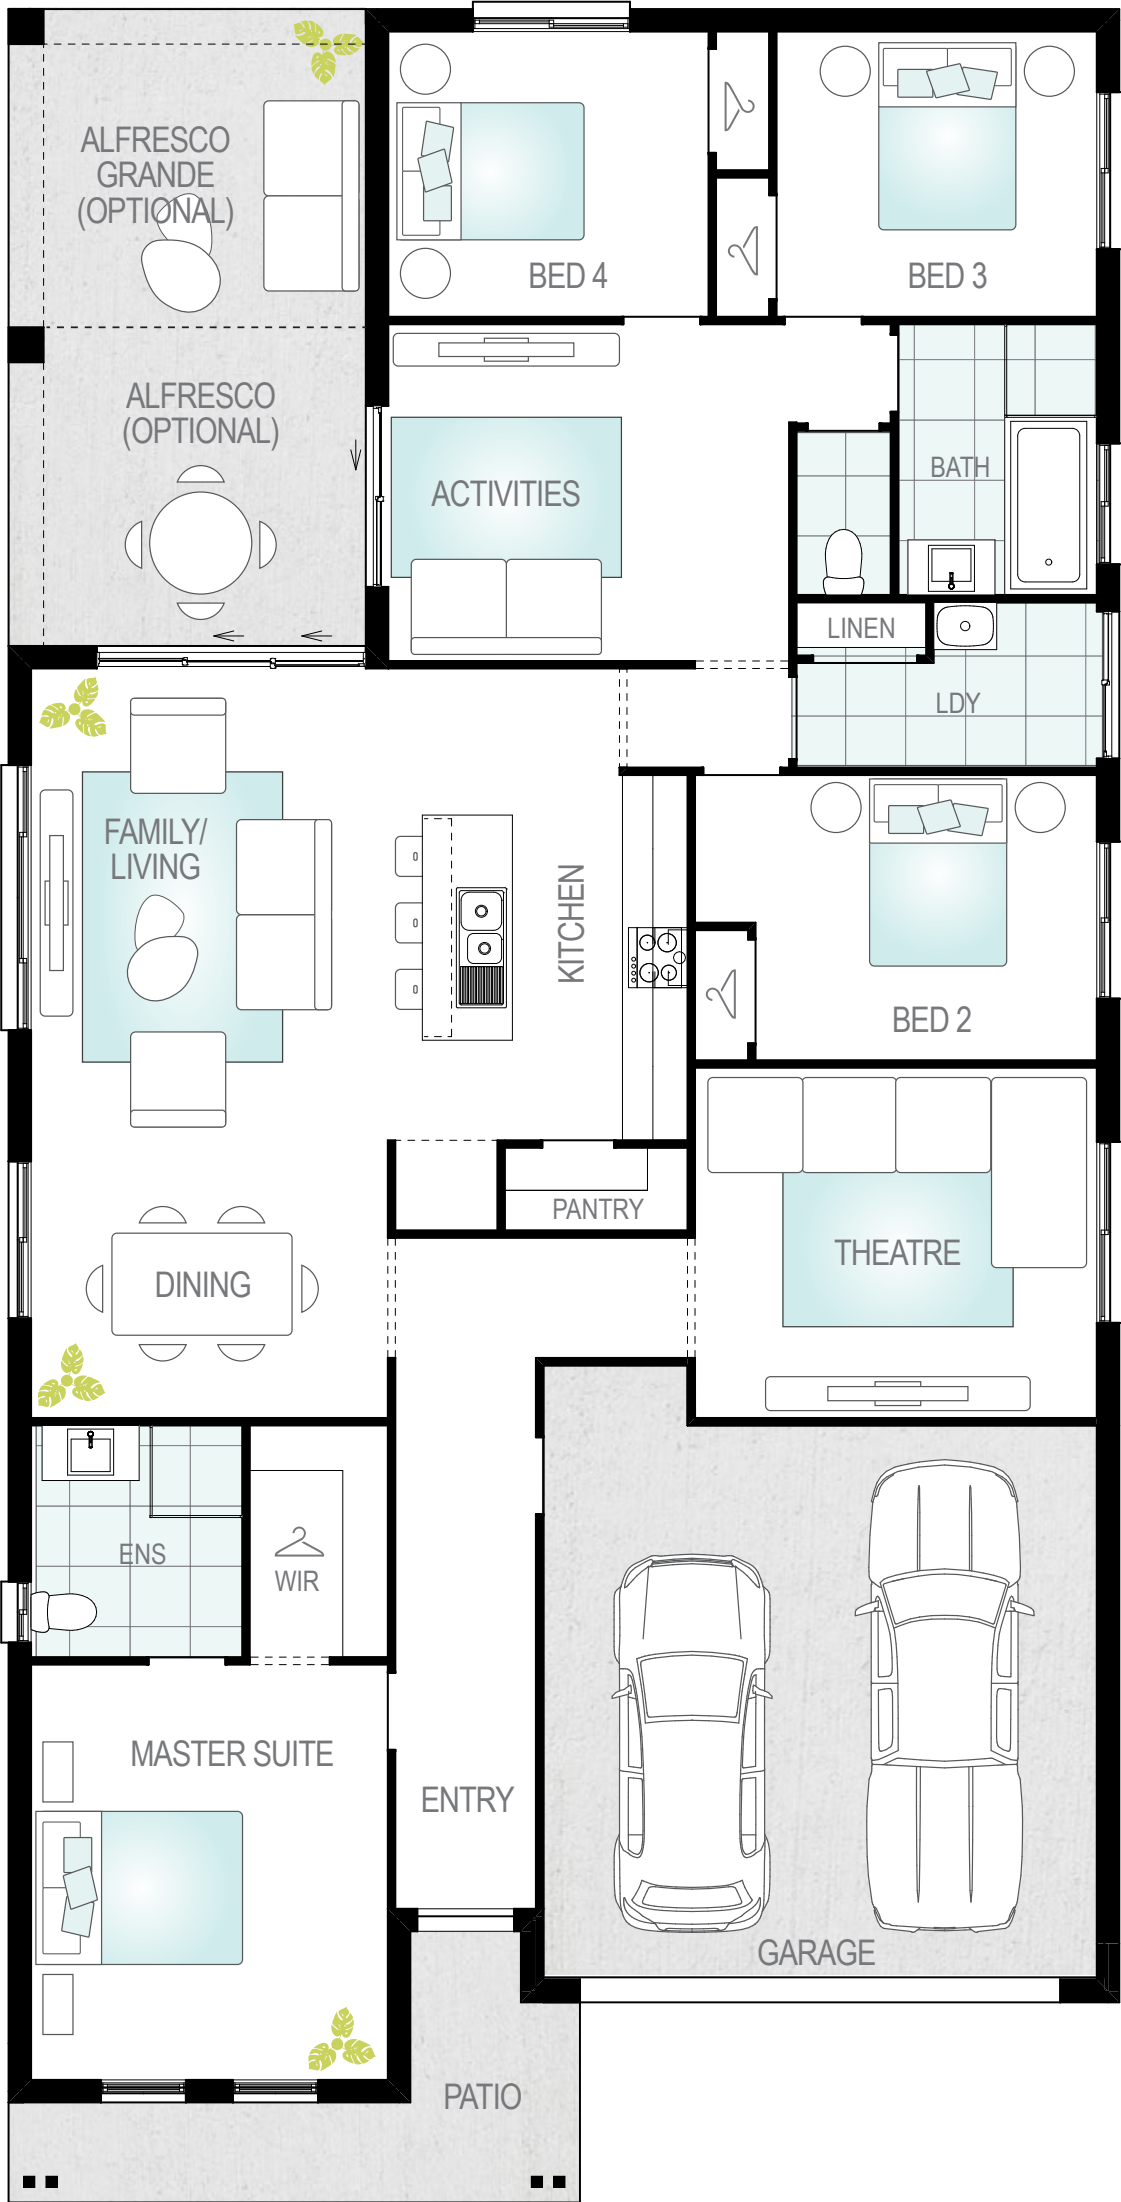 ALFRESCO
GRANDE
(OPTIONAL)
BED 4
BED 3
ALFRESCO
(OPTIONAL)
ACTIVITIES
BATH
LINEN
LDY
FAMILY/
LIVING
KITCHEN
BED 2
PANTRY
THEATRE
DINING
ENS
WIR
MASTER SUITE
ENTRY
GARAGE
PATIO